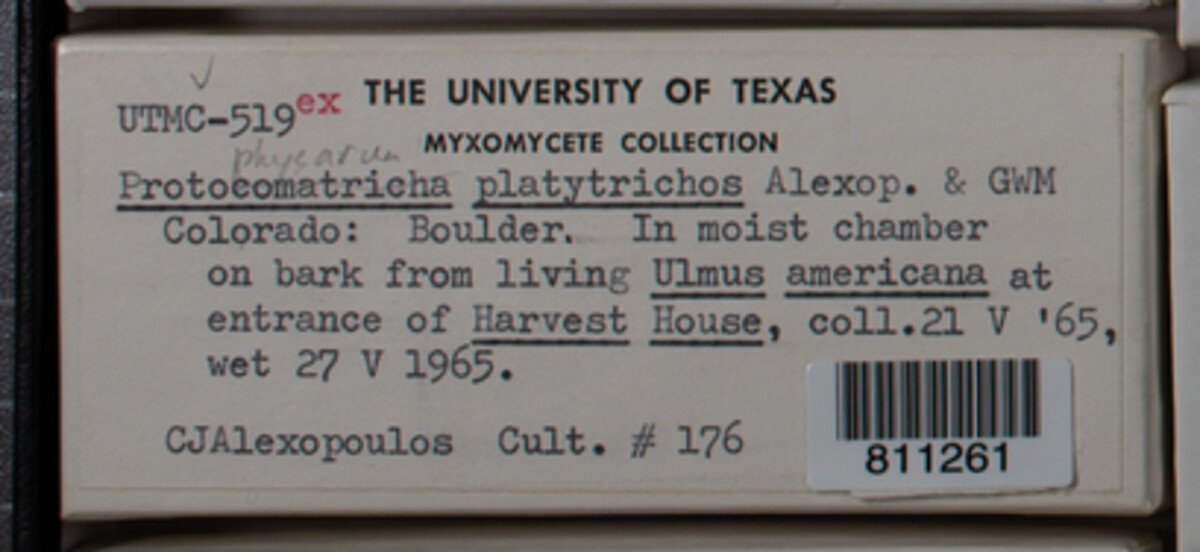 UTMC-519ex THE UNIVERSITY OF TEXAS
MYXOMYCETE COLLECTION
physarum
Protocomatricha platytrichos Alexop. & GWM
Colorado: Boulder. In moist chamber
on bark from living Ulmus americana at
entrance of Harvest House, coll.21 V '65,
wet 27 V 1965.
CJAlexopoulos Cult. # 176
811261